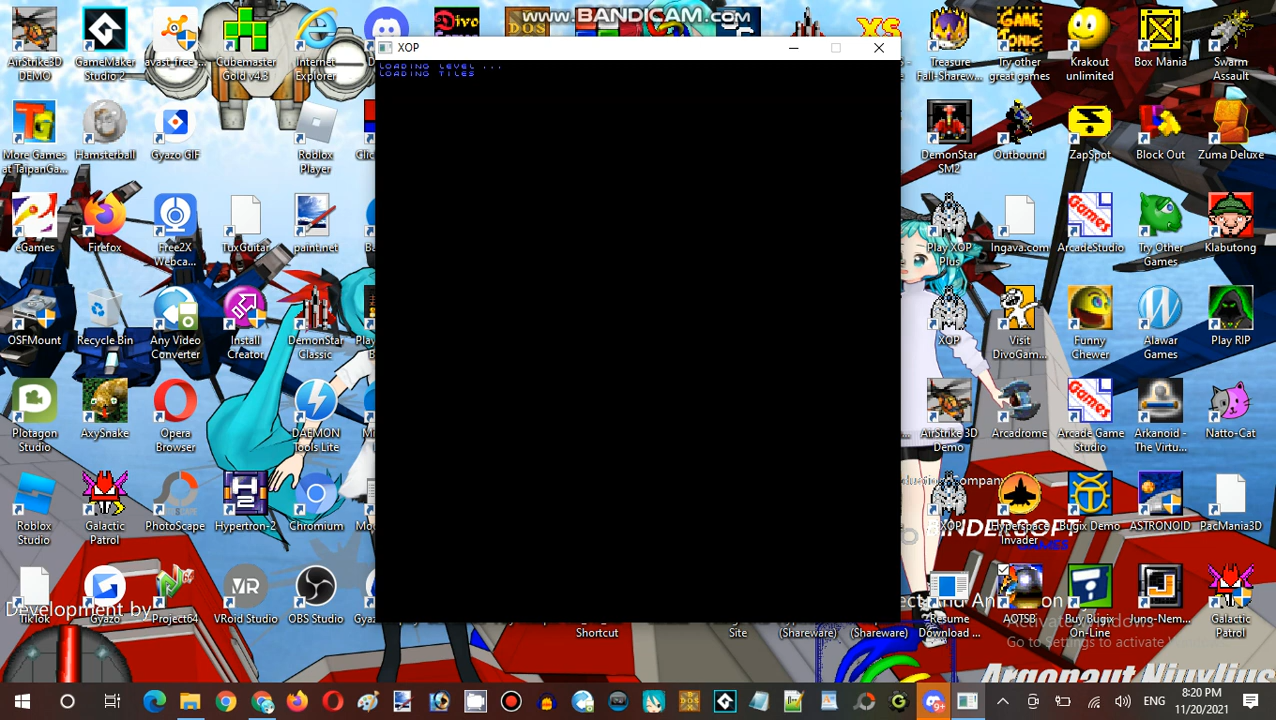 www.BANDICAM.com
XOP
LOADING LEVEL ...
LOADING TILES
AirStrike3D DEMO
GameMaker Studio 2
avast_free_...
Cubemaster Gold v4.3
Internet Explorer
Treasure Fall-Sharew...
Try other great games
Krakout unlimited
Box Mania
Swarm Assault
More Games at TaipanGa...
Hamsterball
Gyazo GIF
Roblox Player
DemonStar SM2
Outbound
ZapSpot
Block Out
Zuma Deluxe
eGames
Firefox
Free2X Webca...
TuxGuitar
paint.net
Play XOP Plus
Ingava.com
ArcadeStudio
Try Other Games
Klabutong
OSFMount
Recycle Bin
Any Video Converter
Install Creator
DemonStar Classic
XOP
Visit DivoGam...
Funny Chewer
Alawar Games
Play RIP
Plotagon Studio
AxySnake
Opera Browser
DAEMON Tools Lite
AirStrike 3D Demo
Arcadrome
Arcade Game Studio
Arkanoid - The Virtu...
Natto-Cat
Roblox Studio
Galactic Patrol
PhotoScape
Hypertron-2
Chromium
XOP
Hyperspace Invader
Bugix Demo
ASTRONOID
PacMania3D
TikTok
Gyazo
Project64
VRoid Studio
OBS Studio
Shortcut
Site
(Shareware)
(Shareware)
Resume Download ...
AOTSB
Buy Bugix On-Line
Juno-Nem...
Galactic Patrol
Development by
GAMES
Activate Windows
Go to Settings to activate
ENG
8:20 PM
11/20/2021